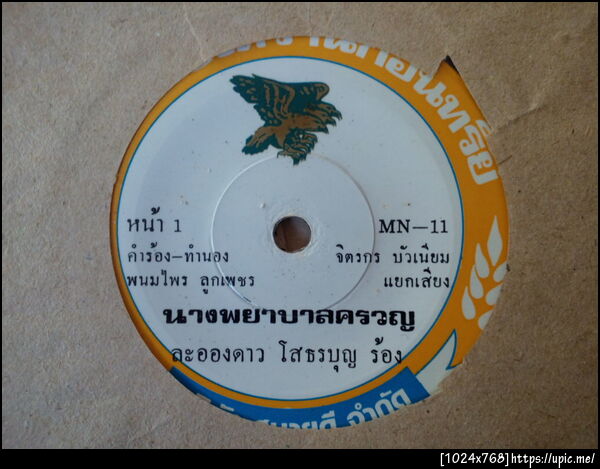 หน้า 1
MN–11
คำร้อง–ทำนอง
จิตรกร บัวเนียม
พนมไพร ลูกเพชร
แยกเสียง
นางพยาบาลครวญ
ละอองดาว โสธรบุญ ร้อง
จำกัด
[1024x768]https://upic.me/